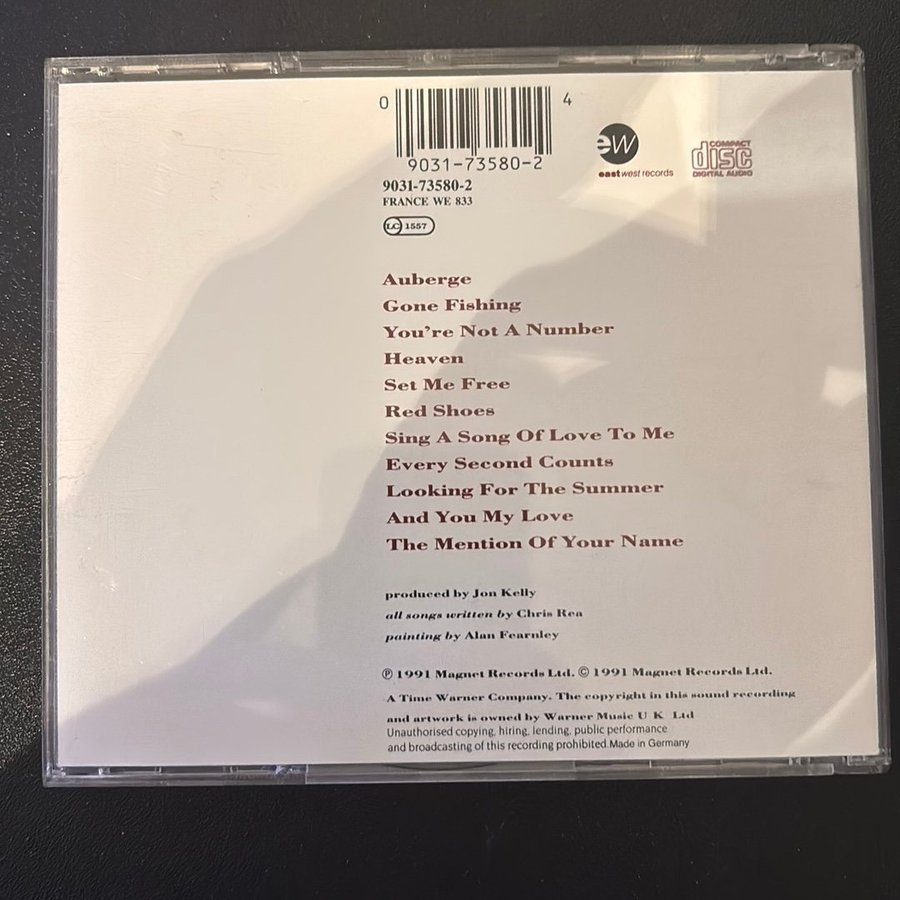 0 4
9031-73580-2
ew
eastwest records
COMPACT
disc
DIGITAL AUDIO
9031-73580-2
FRANCE WE 833
LC 1557
Auberge
Gone Fishing
You're Not A Number
Heaven
Set Me Free
Red Shoes
Sing A Song Of Love To Me
Every Second Counts
Looking For The Summer
And You My Love
The Mention Of Your Name
produced by Jon Kelly
all songs written by Chris Rea
painting by Alan Fearnley
℗ 1991 Magnet Records Ltd. © 1991 Magnet Records Ltd.
A Time Warner Company. The copyright in this sound recording
and artwork is owned by Warner Music U K Ltd
Unauthorised copying, hiring, lending, public performance
and broadcasting of this recording prohibited. Made in Germany